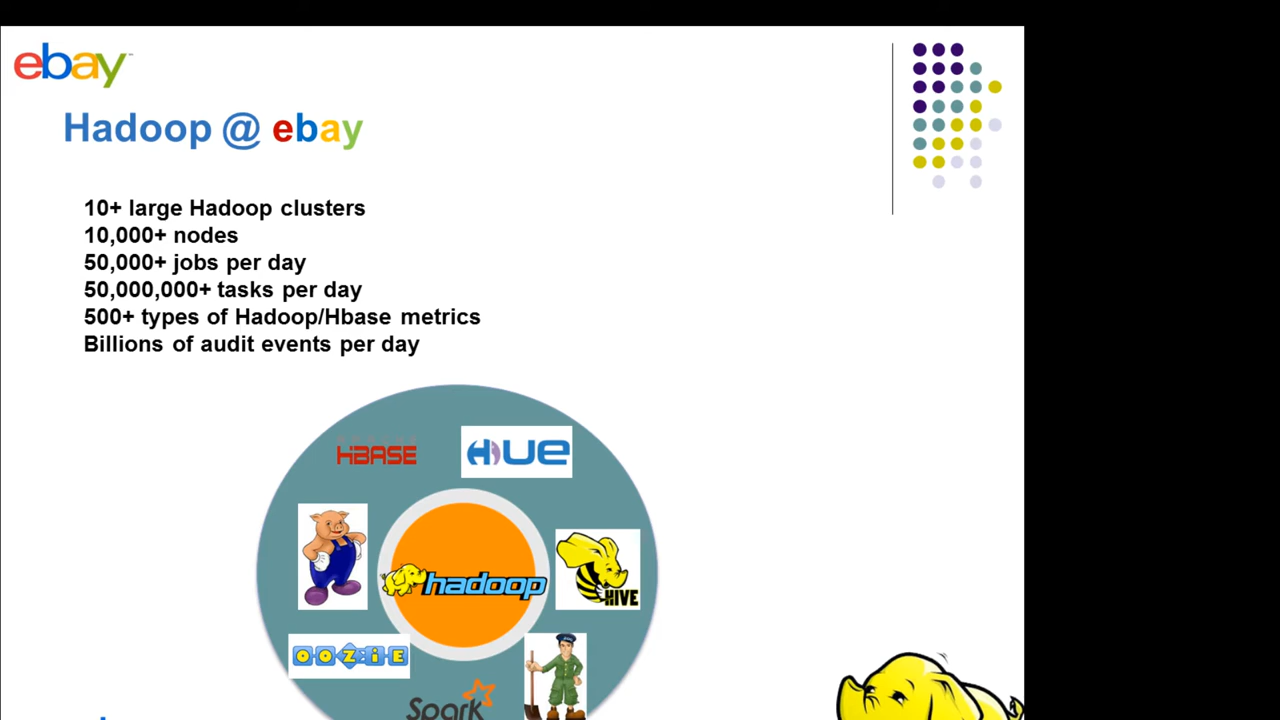 ebay™
Hadoop @ ebay
10+ large Hadoop clusters
10,000+ nodes
50,000+ jobs per day
50,000,000+ tasks per day
500+ types of Hadoop/Hbase metrics
Billions of audit events per day
HBASE
HUE
hadoop
HIVE
OOZIE
Spark